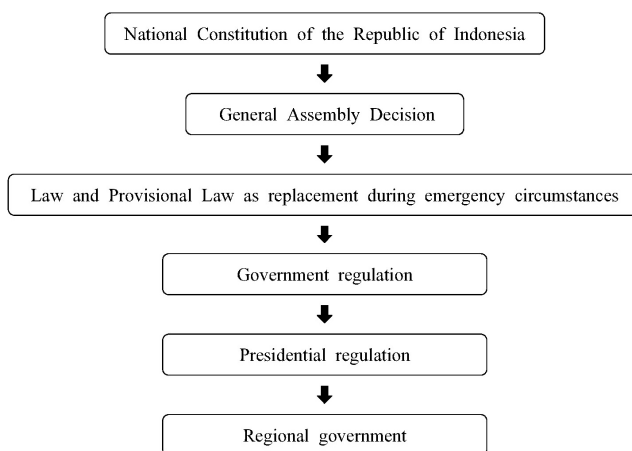 National Constitution of the Republic of Indonesia
General Assembly Decision
Law and Provisional Law as replacement during emergency circumstances
Government regulation
Presidential regulation
Regional government